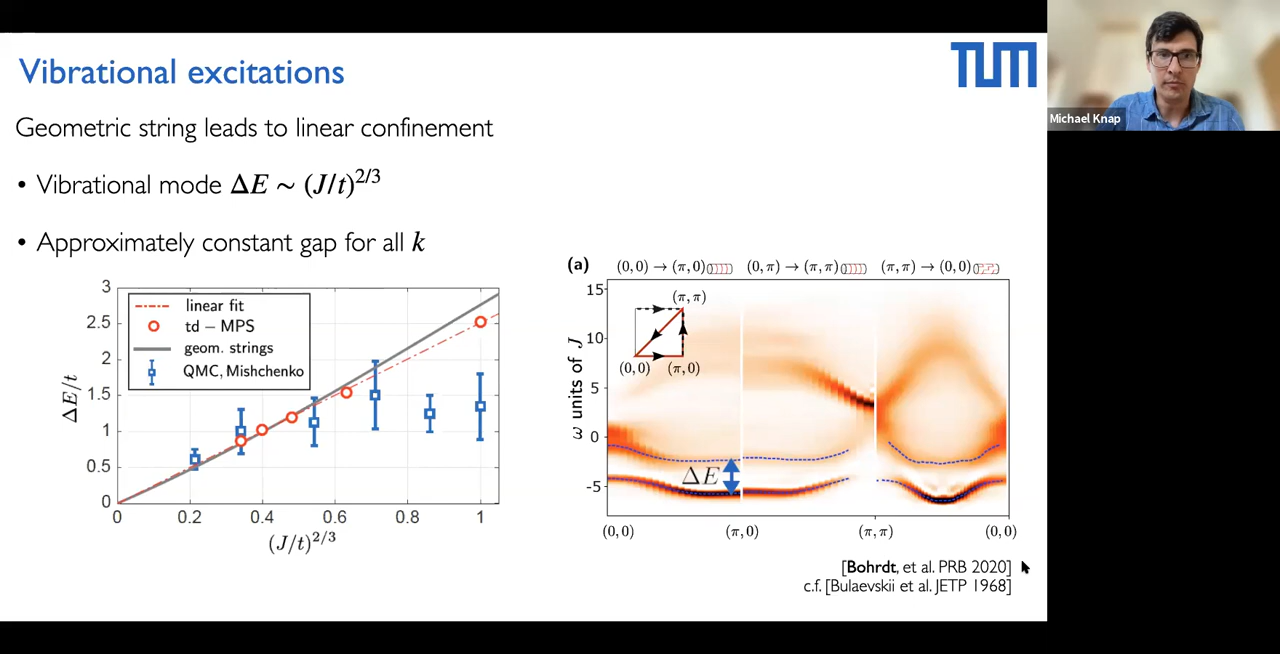 Vibrational excitations
TUM
Michael Knap
Geometric string leads to linear confinement
• Vibrational mode ΔE ∼ (J/t)^2/3
• Approximately constant gap for all k
3
2.5
2
1.5
1
0.5
0
ΔE/t
linear fit
td − MPS
geom. strings
QMC, Mishchenko
0 0.2 0.4 0.6 0.8 1
(J/t)^2/3
(a) (0, 0) → (π, 0) (0, π) → (π, π) (π, π) → (0, 0)
15
10
5
0
-5
ω units of J
(π, π)
(0, 0) (π, 0)
ΔE
(0, 0) (π, 0) (π, π) (0, 0)
[Bohrdt, et al. PRB 2020]
c.f. [Bulaevskii et al. JETP 1968]